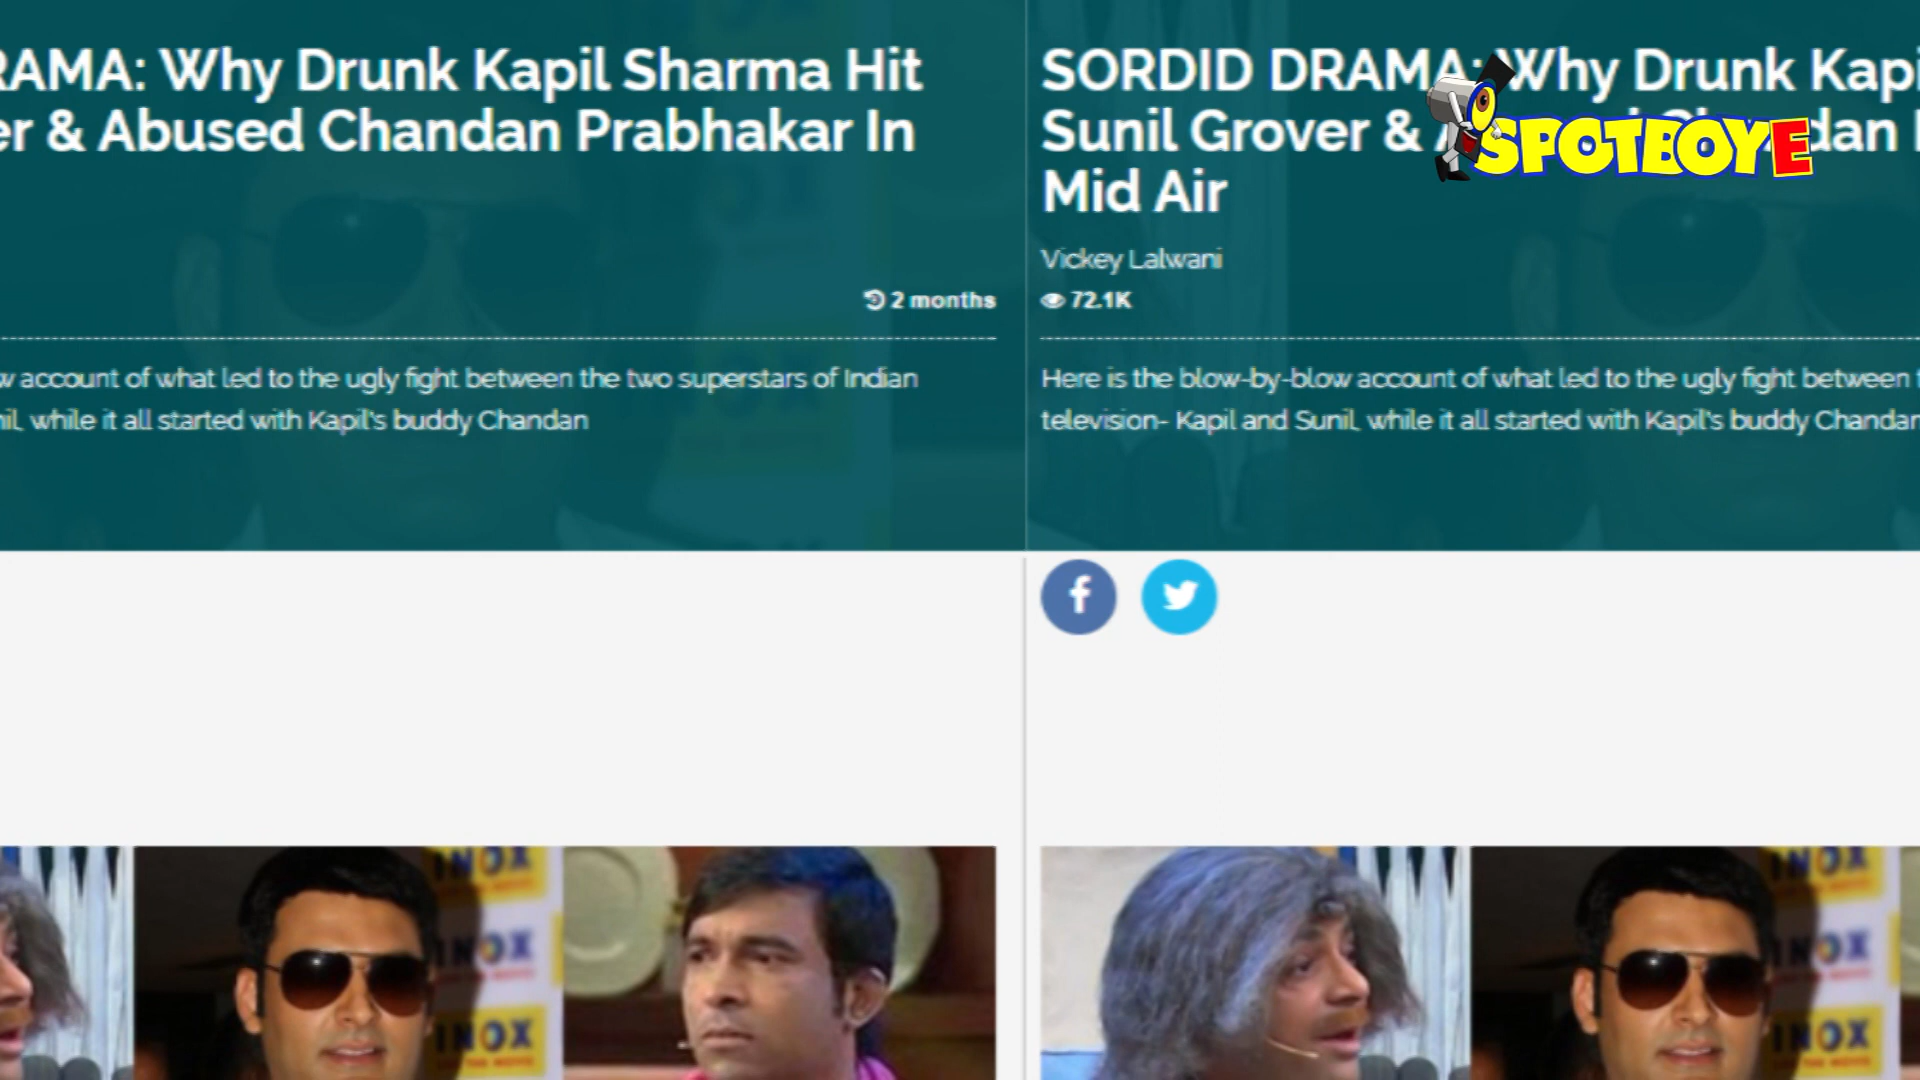 RAMA: Why Drunk Kapil Sharma Hit
er & Abused Chandan Prabhakar In
2 months
w account of what led to the ugly fight between the two superstars of Indian
nil, while it all started with Kapil's buddy Chandan
SORDID DRAMA: Why Drunk Kapi
Sunil Grover & A dan
Mid Air
SPOTBOYE
Vickey Lalwani
72.1K
Here is the blow-by-blow account of what led to the ugly fight between
television- Kapil and Sunil, while it all started with Kapil's buddy Chandan
f
INOX
INOX
INOX
INOX
INOX
INOX